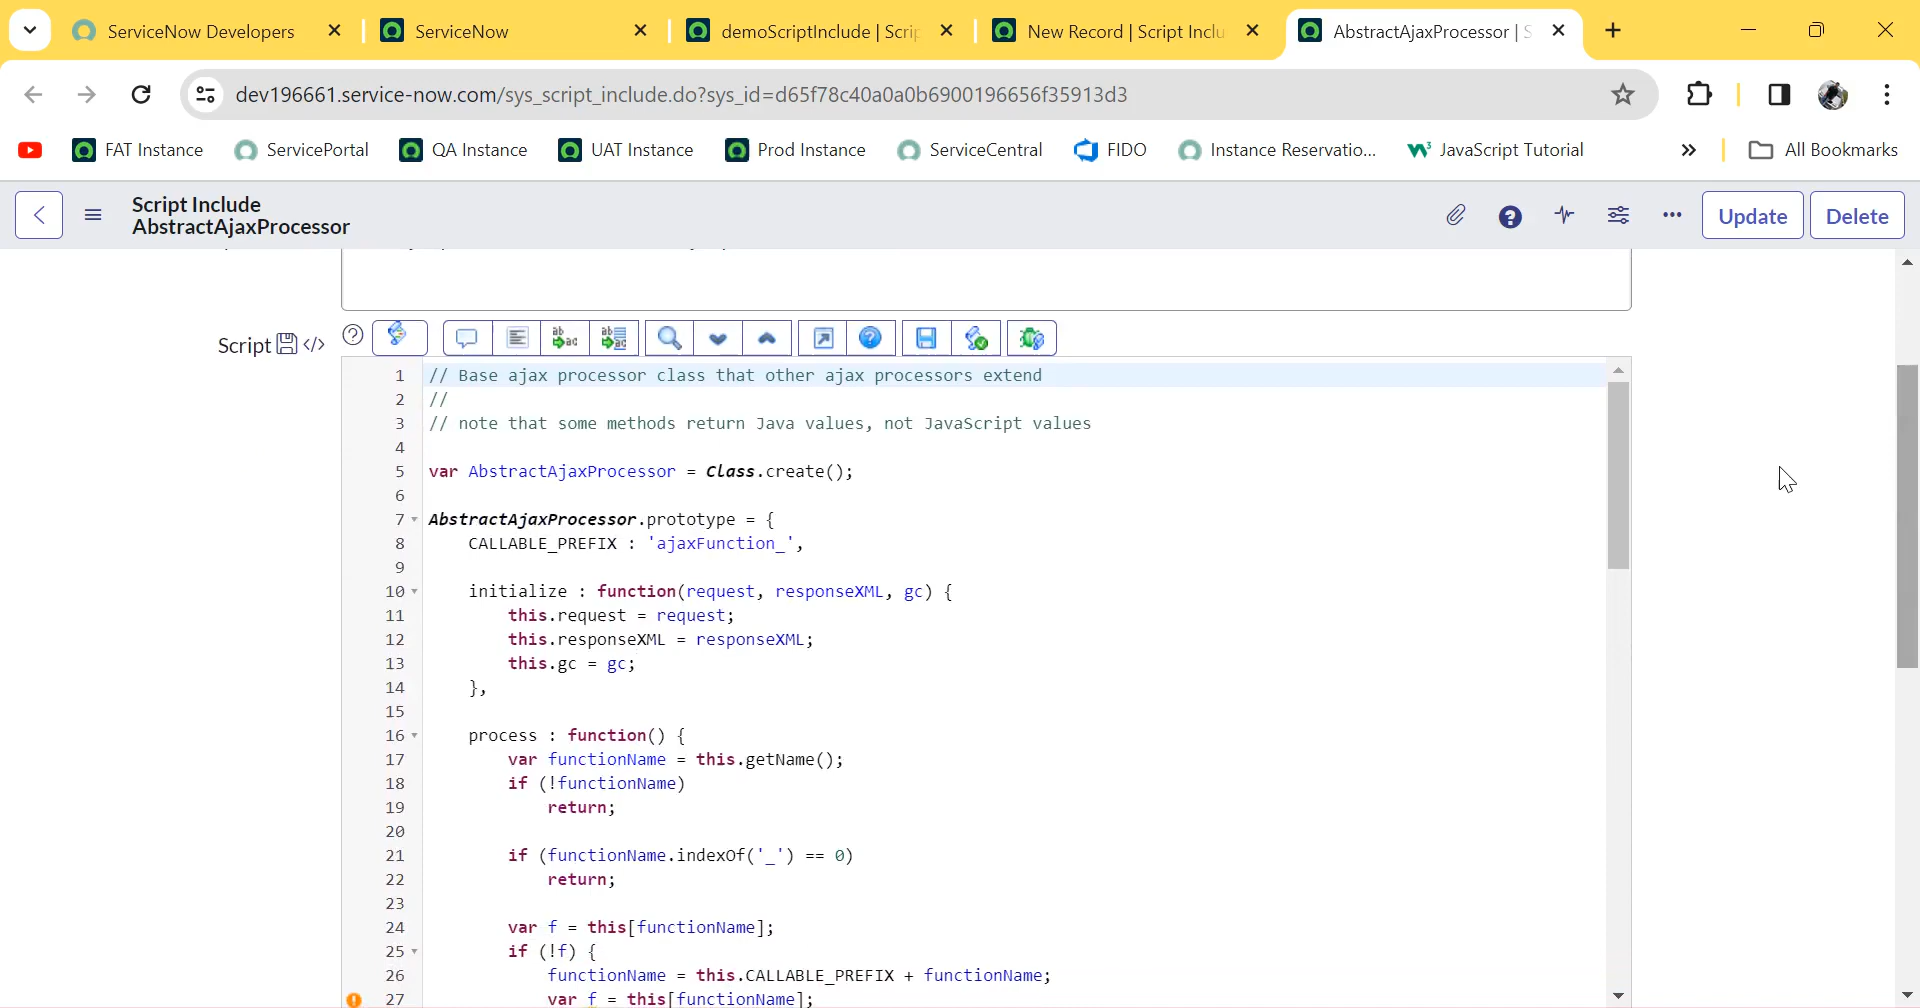 ServiceNow Developers
ServiceNow
demoScriptInclude | Scri
New Record | Script Inclu
AbstractAjaxProcessor | S
dev196661.service-now.com/sys_script_include.do?sys_id=d65f78c40a0a0b6900196656f35913d3
FAT Instance
ServicePortal
QA Instance
UAT Instance
Prod Instance
ServiceCentral
FIDO
Instance Reservatio...
JavaScript Tutorial
All Bookmarks
Script Include
AbstractAjaxProcessor
Update
Delete
Script
1 // Base ajax processor class that other ajax processors extend
2 //
3 // note that some methods return Java values, not JavaScript values
4
5 var AbstractAjaxProcessor = Class.create();
6
7 AbstractAjaxProcessor.prototype = {
8 CALLABLE_PREFIX : 'ajaxFunction_',
9
10 initialize : function(request, responseXML, gc) {
11 this.request = request;
12 this.responseXML = responseXML;
13 this.gc = gc;
14 },
15
16 process : function() {
17 var functionName = this.getName();
18 if (!functionName)
19 return;
20
21 if (functionName.indexOf('_') == 0)
22 return;
23
24 var f = this[functionName];
25 if (!f) {
26 functionName = this.CALLABLE_PREFIX + functionName;
27 var f = this[functionName];